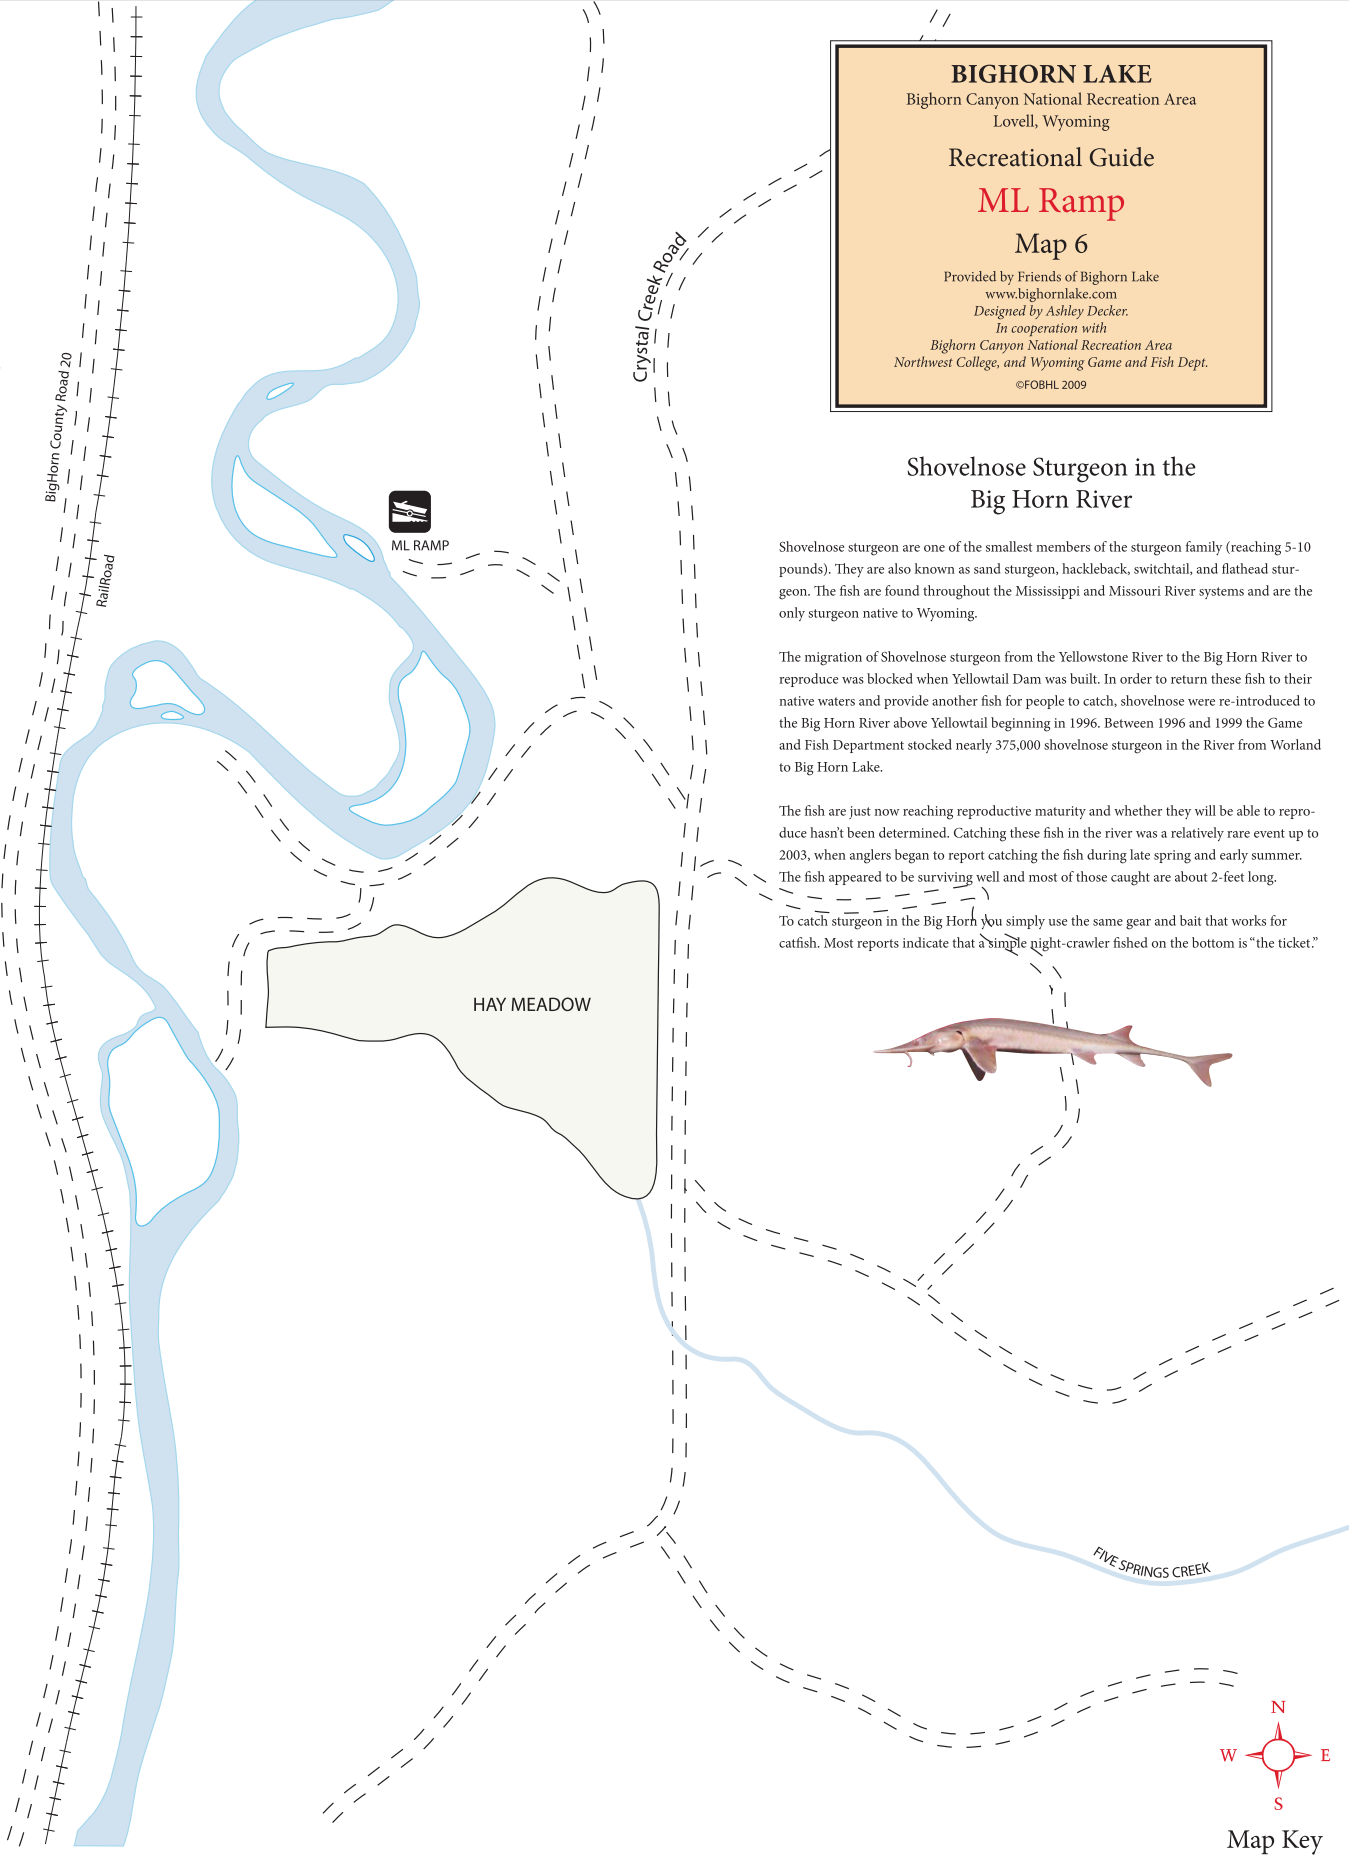 BIGHORN LAKE
Bighorn Canyon National Recreation Area
Lovell, Wyoming
Recreational Guide
ML Ramp
Map 6
Provided by Friends of Bighorn Lake
www.bighornlake.com
Designed by Ashley Decker.
In cooperation with
Bighorn Canyon National Recreation Area
Northwest College, and Wyoming Game and Fish Dept.
©FOBHL 2009
Crystal Creek Road
BigHorn County Road 20
RailRoad
ML RAMP
Shovelnose Sturgeon in the
Big Horn River
Shovelnose sturgeon are one of the smallest members of the sturgeon family (reaching 5-10
pounds). They are also known as sand sturgeon, hackleback, switchtail, and flathead stur-
geon. The fish are found throughout the Mississippi and Missouri River systems and are the
only sturgeon native to Wyoming.
The migration of Shovelnose sturgeon from the Yellowstone River to the Big Horn River to
reproduce was blocked when Yellowtail Dam was built. In order to return these fish to their
native waters and provide another fish for people to catch, shovelnose were re-introduced to
the Big Horn River above Yellowtail beginning in 1996. Between 1996 and 1999 the Game
and Fish Department stocked nearly 375,000 shovelnose sturgeon in the River from Worland
to Big Horn Lake.
The fish are just now reaching reproductive maturity and whether they will be able to repro-
duce hasn't been determined. Catching these fish in the river was a relatively rare event up to
2003, when anglers began to report catching the fish during late spring and early summer.
The fish appeared to be surviving well and most of those caught are about 2-feet long.
To catch sturgeon in the Big Horn you simply use the same gear and bait that works for
catfish. Most reports indicate that a simple night-crawler fished on the bottom is “the ticket.”
HAY MEADOW
FIVE SPRINGS CREEK
N
W E
S
Map Key